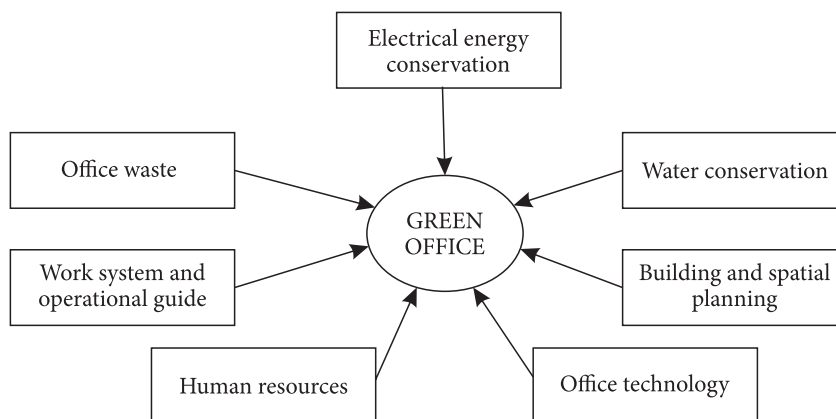 Electrical energy
conservation
Office waste
Water conservation
GREEN
OFFICE
Work system and
operational guide
Building and spatial
planning
Human resources
Office technology